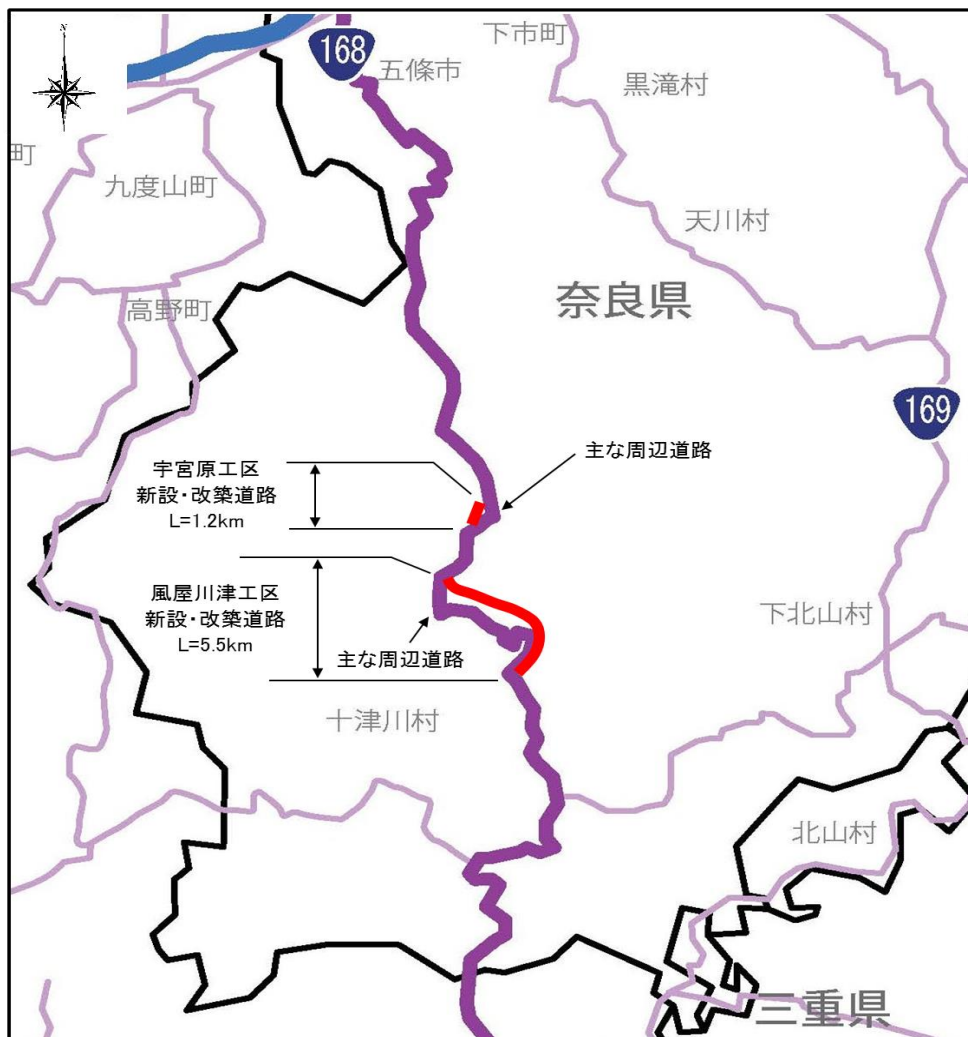 N
168
五條市
下市町
黒滝村
町
九度山町
天川村
高野町
奈良県
169
宇宮原工区
新設・改築道路
L=1.2km
主な周辺道路
風屋川津工区
新設・改築道路
L=5.5km
主な周辺道路
下北山村
十津川村
北山村
三重県